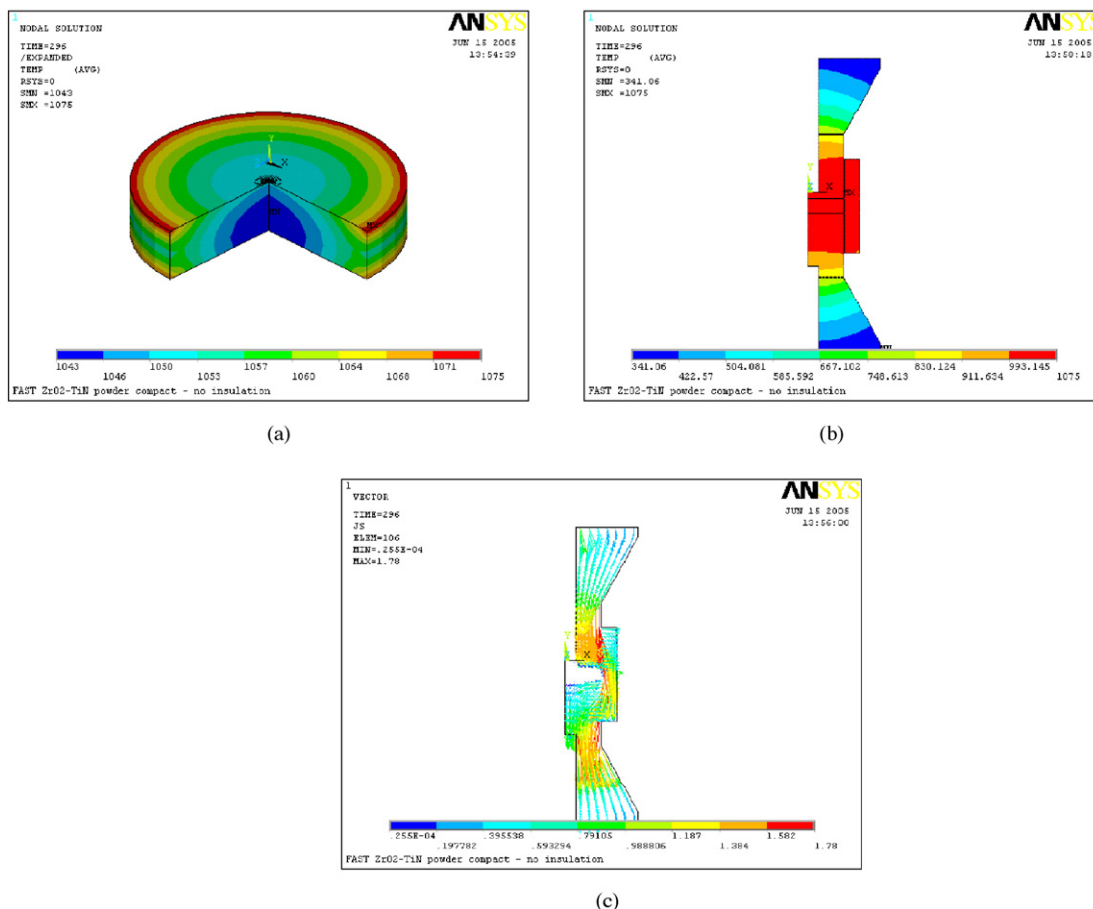 1
NODAL SOLUTION
TIME=296
/EXPANDED
TEMP (AVG)
RSYS=0
SMN =1043
SMX =1075
ANSYS
JUN 15 2005
13:54:39
Y
X
1043 1050 1057 1064 1071
1046 1053 1060 1068 1075
FAST ZrO2-TiN powder compact - no insulation
(a)
1
NODAL SOLUTION
TIME=296
TEMP (AVG)
RSYS=0
SMN =341.06
SMX =1075
ANSYS
JUN 15 2005
Y
X
MX
341.06 504.081 667.102 830.124 993.145
422.57 585.592 748.613 911.634 1075
FAST ZrO2-TiN powder compact - no insulation
(b)
1
VECTOR
TIME=296
JS
ELEM=106
MIN=.255E-04
MAX=1.78
ANSYS
JUN 15 2005
13:56:00
Y
X
.255E-04 .395538 .79105 1.187 1.582
.197782 .593294 .988806 1.384 1.78
FAST ZrO2-TiN powder compact - no insulation
(c)